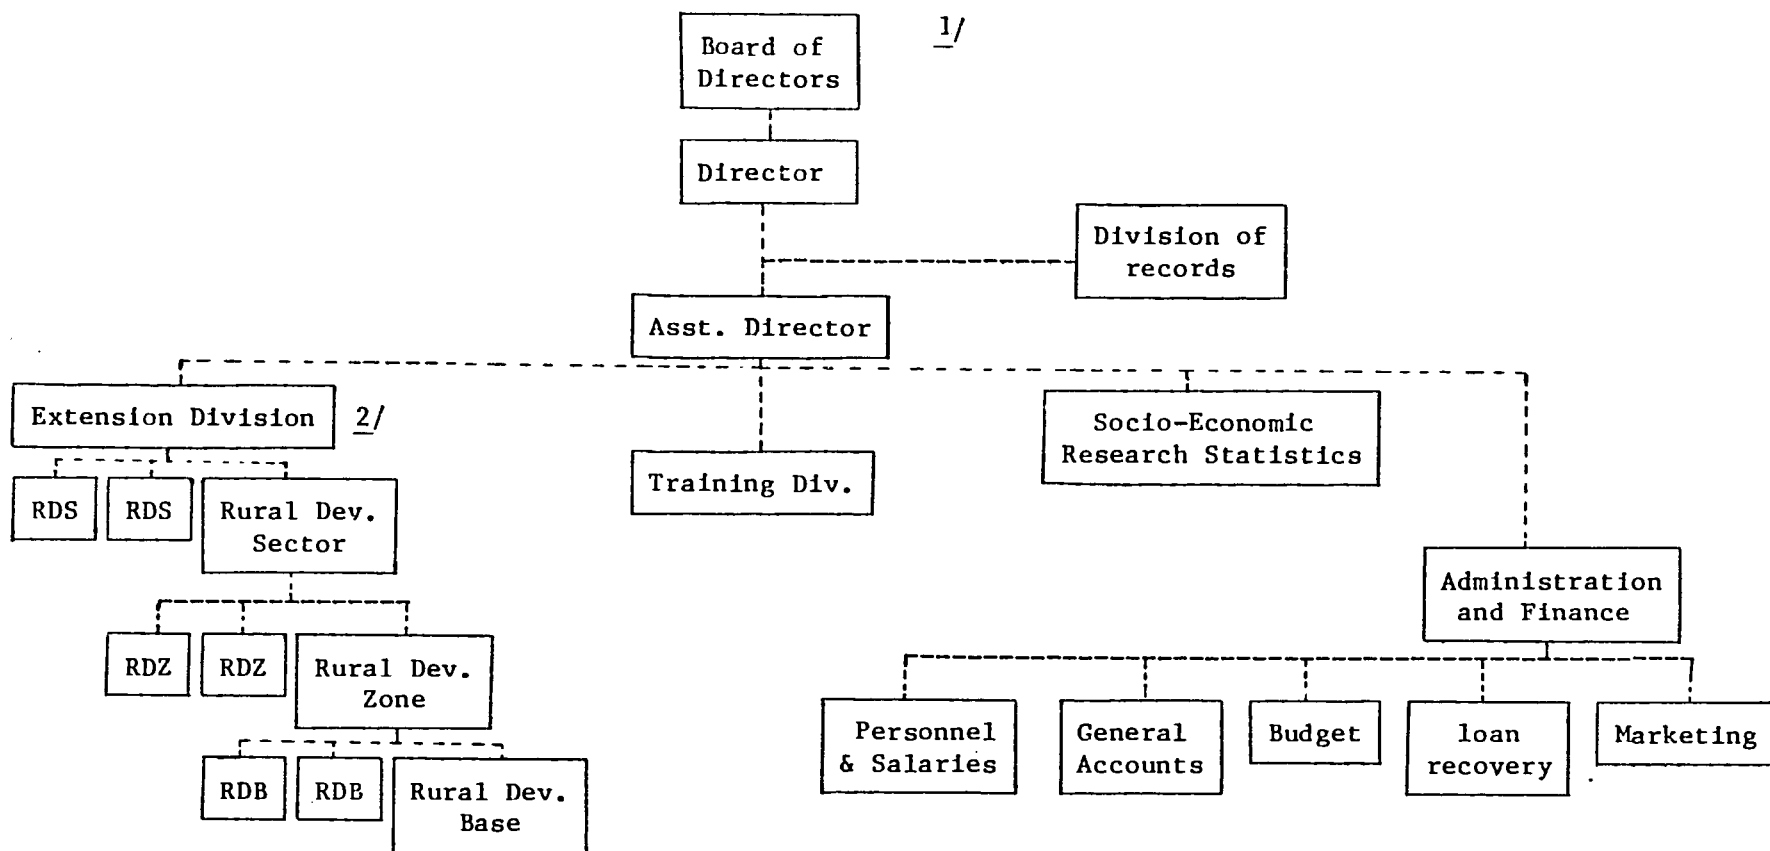 1/
Board of
Directors
Director
Division of
records
Asst. Director
Extension Division 2/
Socio-Economic
Research Statistics
Training Div.
RDS RDS Rural Dev.
Sector
Administration
and Finance
RDZ RDZ Rural Dev.
Zone
Personnel
& Salaries
General
Accounts
Budget
loan
recovery
Marketing
RDB RDB Rural Dev.
Base